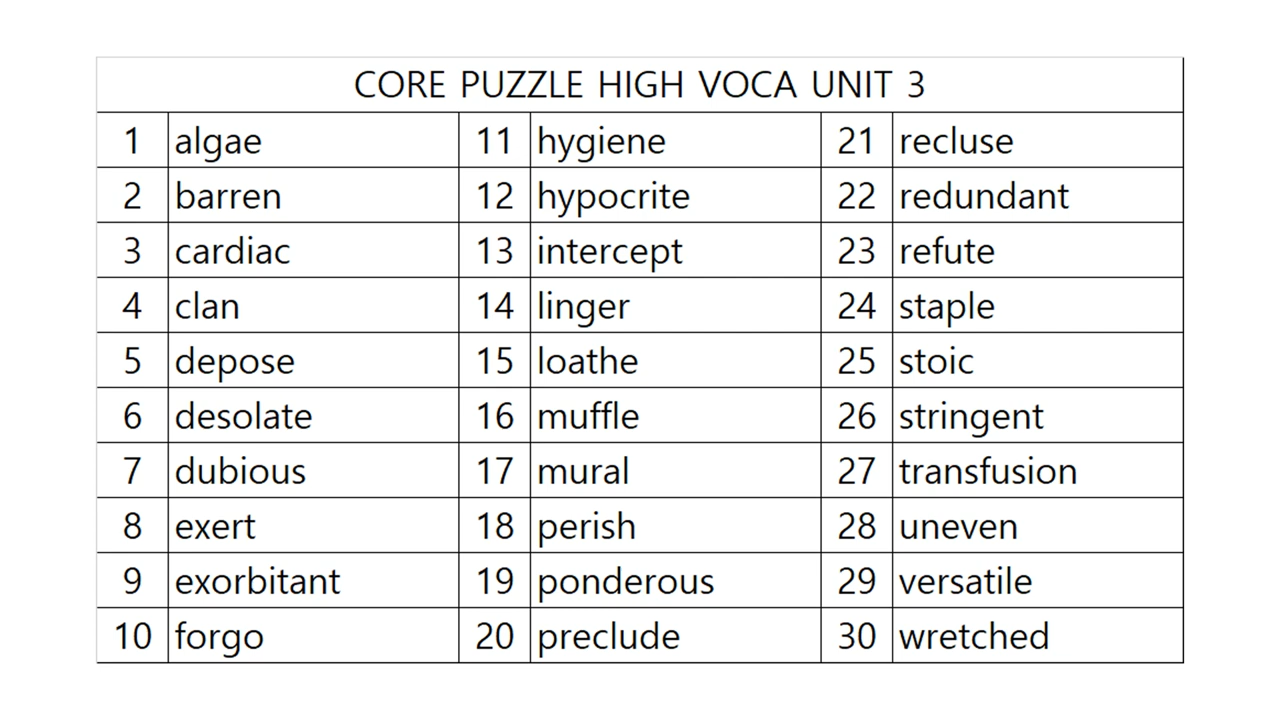 CORE PUZZLE HIGH VOCA UNIT 3
1 algae 11 hygiene 21 recluse
2 barren 12 hypocrite 22 redundant
3 cardiac 13 intercept 23 refute
4 clan 14 linger 24 staple
5 depose 15 loathe 25 stoic
6 desolate 16 muffle 26 stringent
7 dubious 17 mural 27 transfusion
8 exert 18 perish 28 uneven
9 exorbitant 19 ponderous 29 versatile
10 forgo 20 preclude 30 wretched